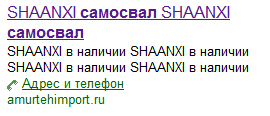 SHAANXI самосвал SHAANXI
самосвал
SHAANXI в наличии SHAANXI в наличии
SHAANXI в наличии SHAANXI в наличии
Адрес и телефон
amurtehimport.ru